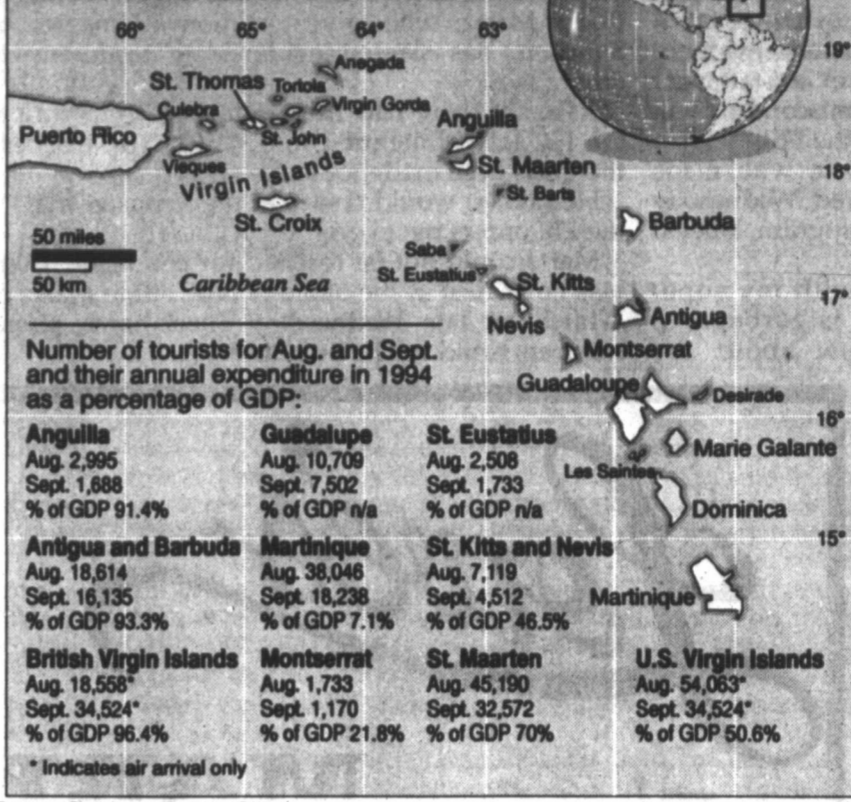 66° 65° 64° 63°
19°
Anegada
St. Thomas
Tortola
Culebra
Virgin Gorda
Anguilla
Puerto Rico
St. John
Vieques
St. Maarten
18°
Virgin Islands
St. Barts
St. Croix
Barbuda
50 miles
Saba
50 km
Caribbean Sea
St. Eustatius
St. Kitts
17°
Nevis
Antigua
Montserrat
Guadaloupe
Desirade
16°
Marie Galante
Les Saintes
Dominica
15°
Martinique
Number of tourists for Aug. and Sept.
and their annual expenditure in 1994
as a percentage of GDP:
Anguilla
Aug. 2,995
Sept. 1,688
% of GDP 91.4%
Guadalupe
Aug. 10,709
Sept. 7,502
% of GDP n/a
St. Eustatius
Aug. 2,508
Sept. 1,733
% of GDP n/a
Antigua and Barbuda
Aug. 18,614
Sept. 16,135
% of GDP 93.3%
Martinique
Aug. 38,046
Sept. 18,238
% of GDP 7.1%
St. Kitts and Nevis
Aug. 7,119
Sept. 4,512
% of GDP 46.5%
British Virgin Islands
Aug. 18,558*
Sept. 34,524*
% of GDP 96.4%
Montserrat
Aug. 1,733
Sept. 1,170
% of GDP 21.8%
St. Maarten
Aug. 45,190
Sept. 32,572
% of GDP 70%
U.S. Virgin Islands
Aug. 54,063*
Sept. 34,524*
% of GDP 50.6%
* Indicates air arrival only